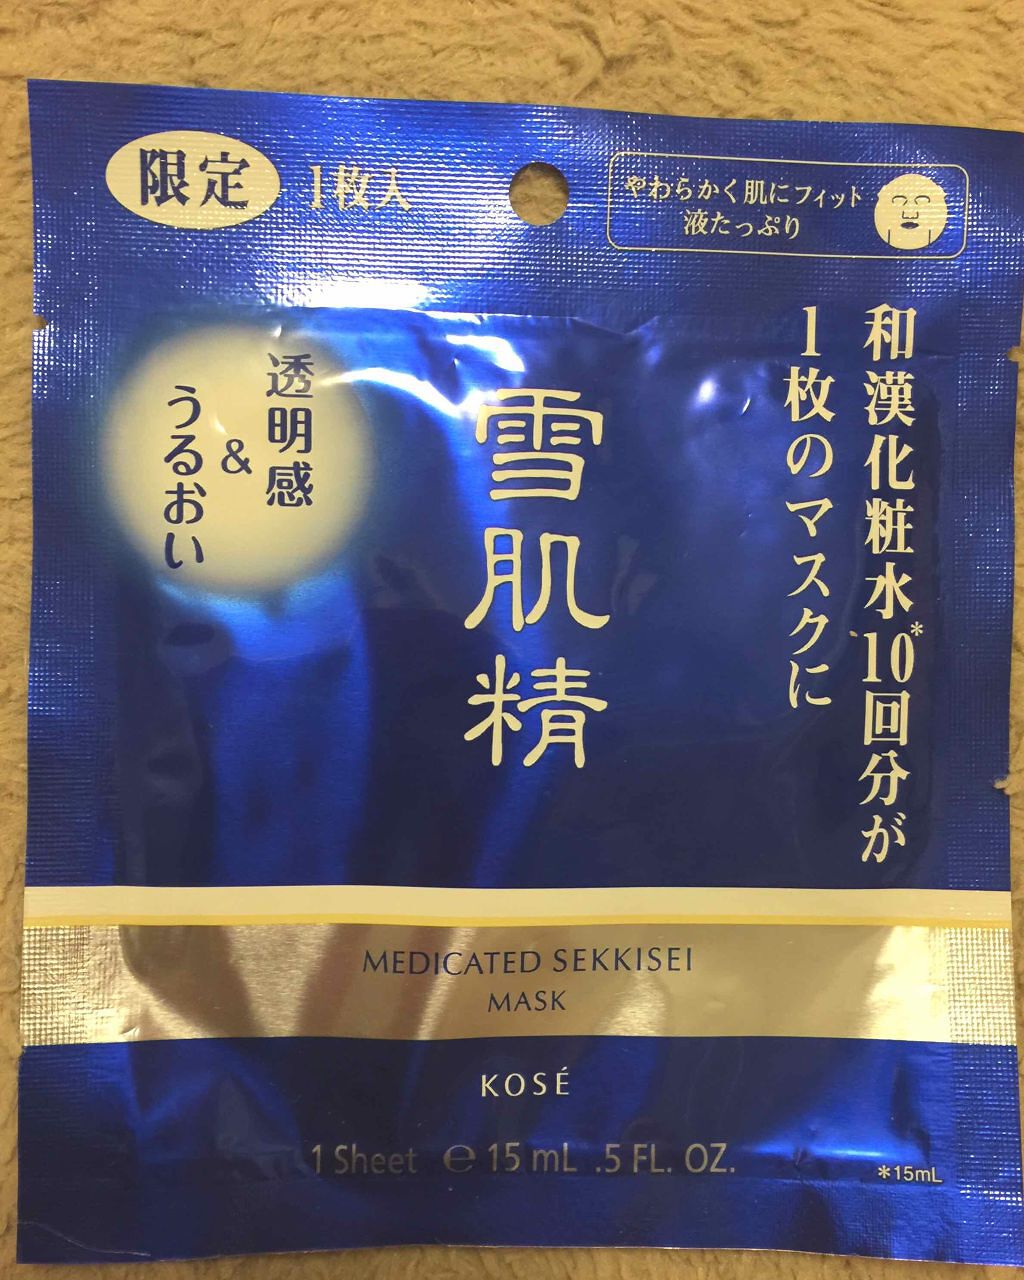 限定
1枚入
やわらかく肌にフィット
液たっぷり
和漢化粧水*10回分が
1枚のマスクに
透明感
&
うるおい
雪肌精
MEDICATED SEKKISEI
MASK
KOSÉ
1 Sheet ℮ 15 mL .5 FL. OZ.
*15mL